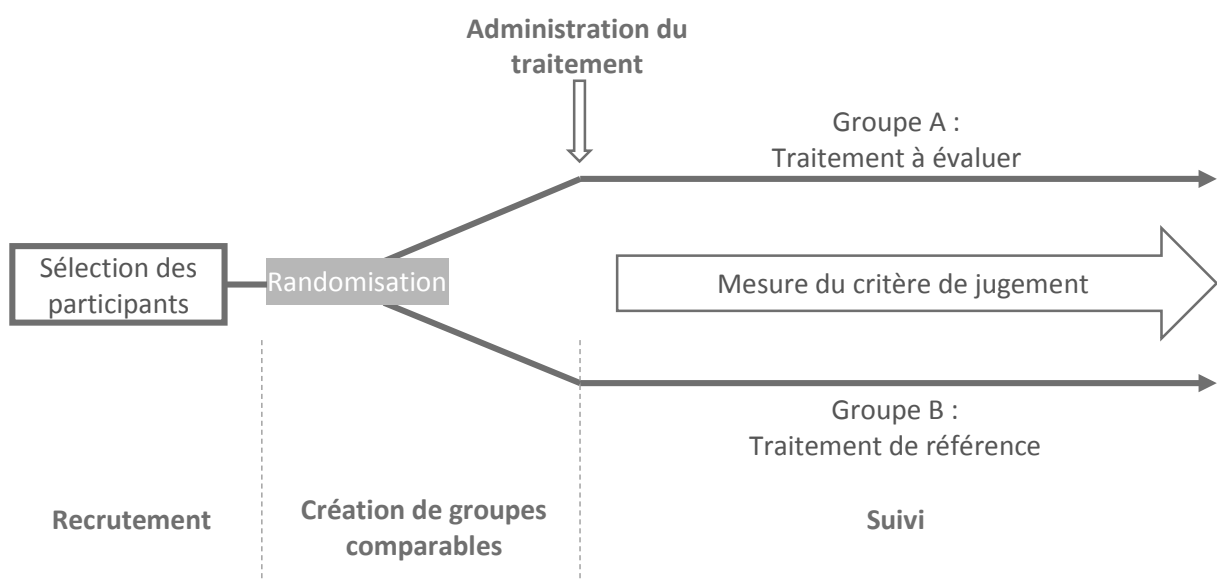 Administration du
traitement
Groupe A :
Traitement à évaluer
Sélection des
participants
Randomisation
Mesure du critère de jugement
Groupe B :
Traitement de référence
Recrutement
Création de groupes
comparables
Suivi